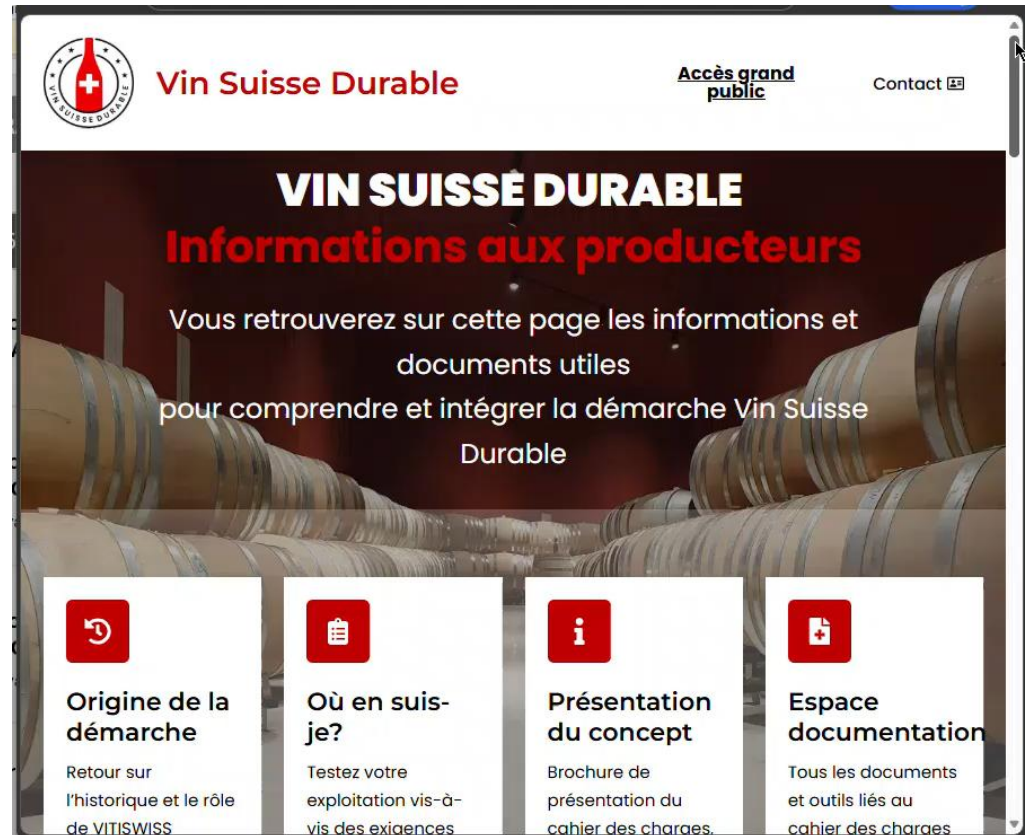 VIN SUISSE DURABLE
Vin Suisse Durable
Accès grand
public
Contact
VIN SUISSE DURABLE
Informations aux producteurs
Vous retrouverez sur cette page les informations et
documents utiles
pour comprendre et intégrer la démarche Vin Suisse
Durable
Origine de la
démarche
Retour sur
l'historique et le rôle
de VITISWISS
Où en suis-
je?
Testez votre
exploitation vis-à-
vis des exigences
Présentation
du concept
Brochure de
présentation du
cahier des charges,
Espace
documentation
Tous les documents
et outils liés au
cahier des charges